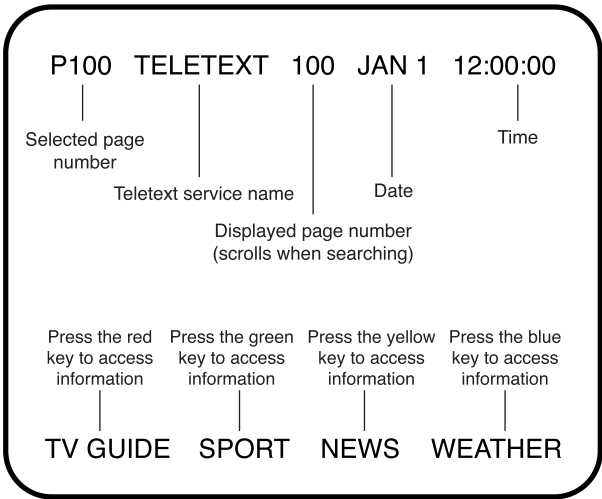 P100 TELETEXT 100 JAN 1 12:00:00
Selected page
number
Time
Teletext service name
Date
Displayed page number
(scrolls when searching)
Press the red
key to access
information
Press the green
key to access
information
Press the yellow
key to access
information
Press the blue
key to access
information
TV GUIDE SPORT NEWS WEATHER